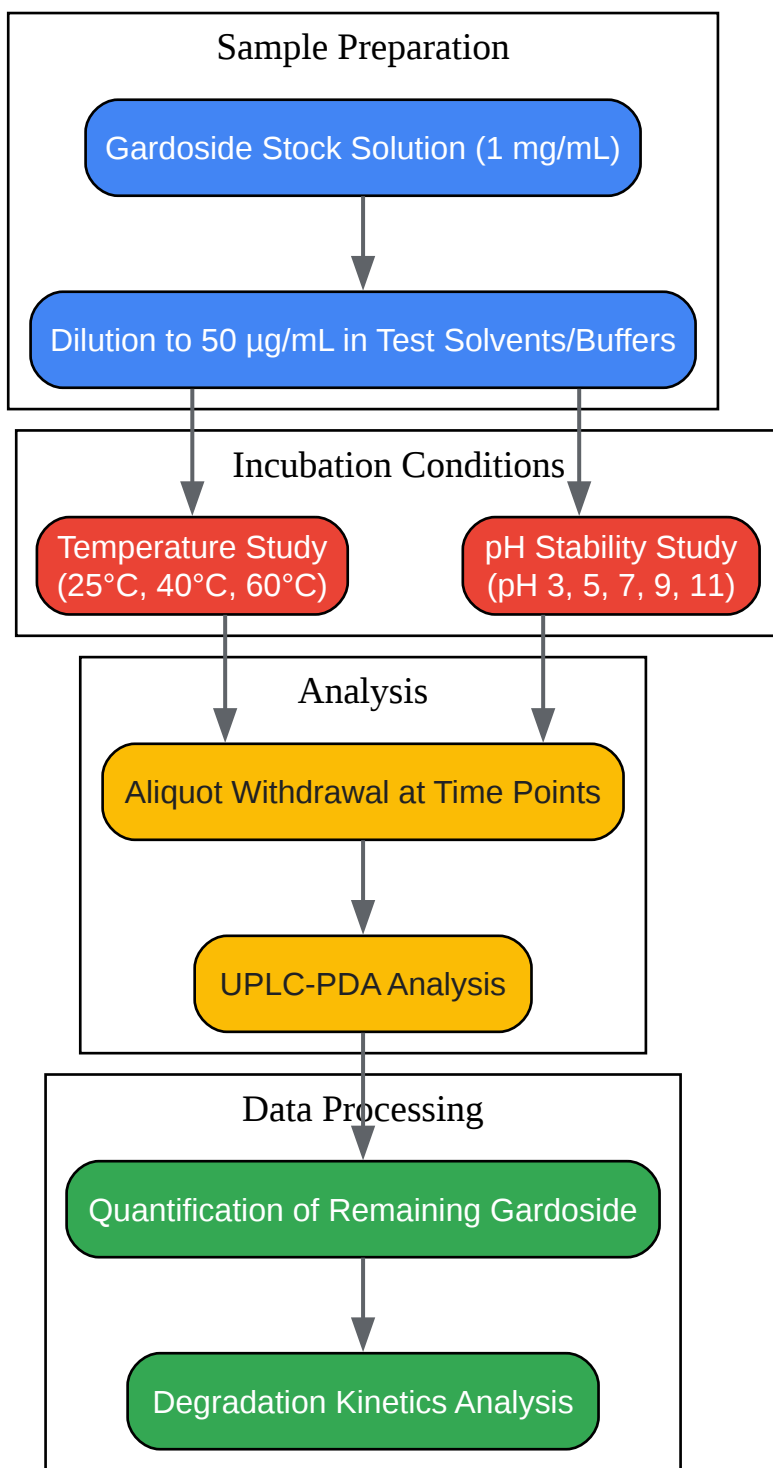 Sample Preparation
Gardoside Stock Solution (1 mg/mL)
Dilution to 50 µg/mL in Test Solvents/Buffers
Incubation Conditions
Temperature Study
(25°C, 40°C, 60°C)
pH Stability Study
(pH 3, 5, 7, 9, 11)
Analysis
Aliquot Withdrawal at Time Points
UPLC-PDA Analysis
Data Processing
Quantification of Remaining Gardoside
Degradation Kinetics Analysis